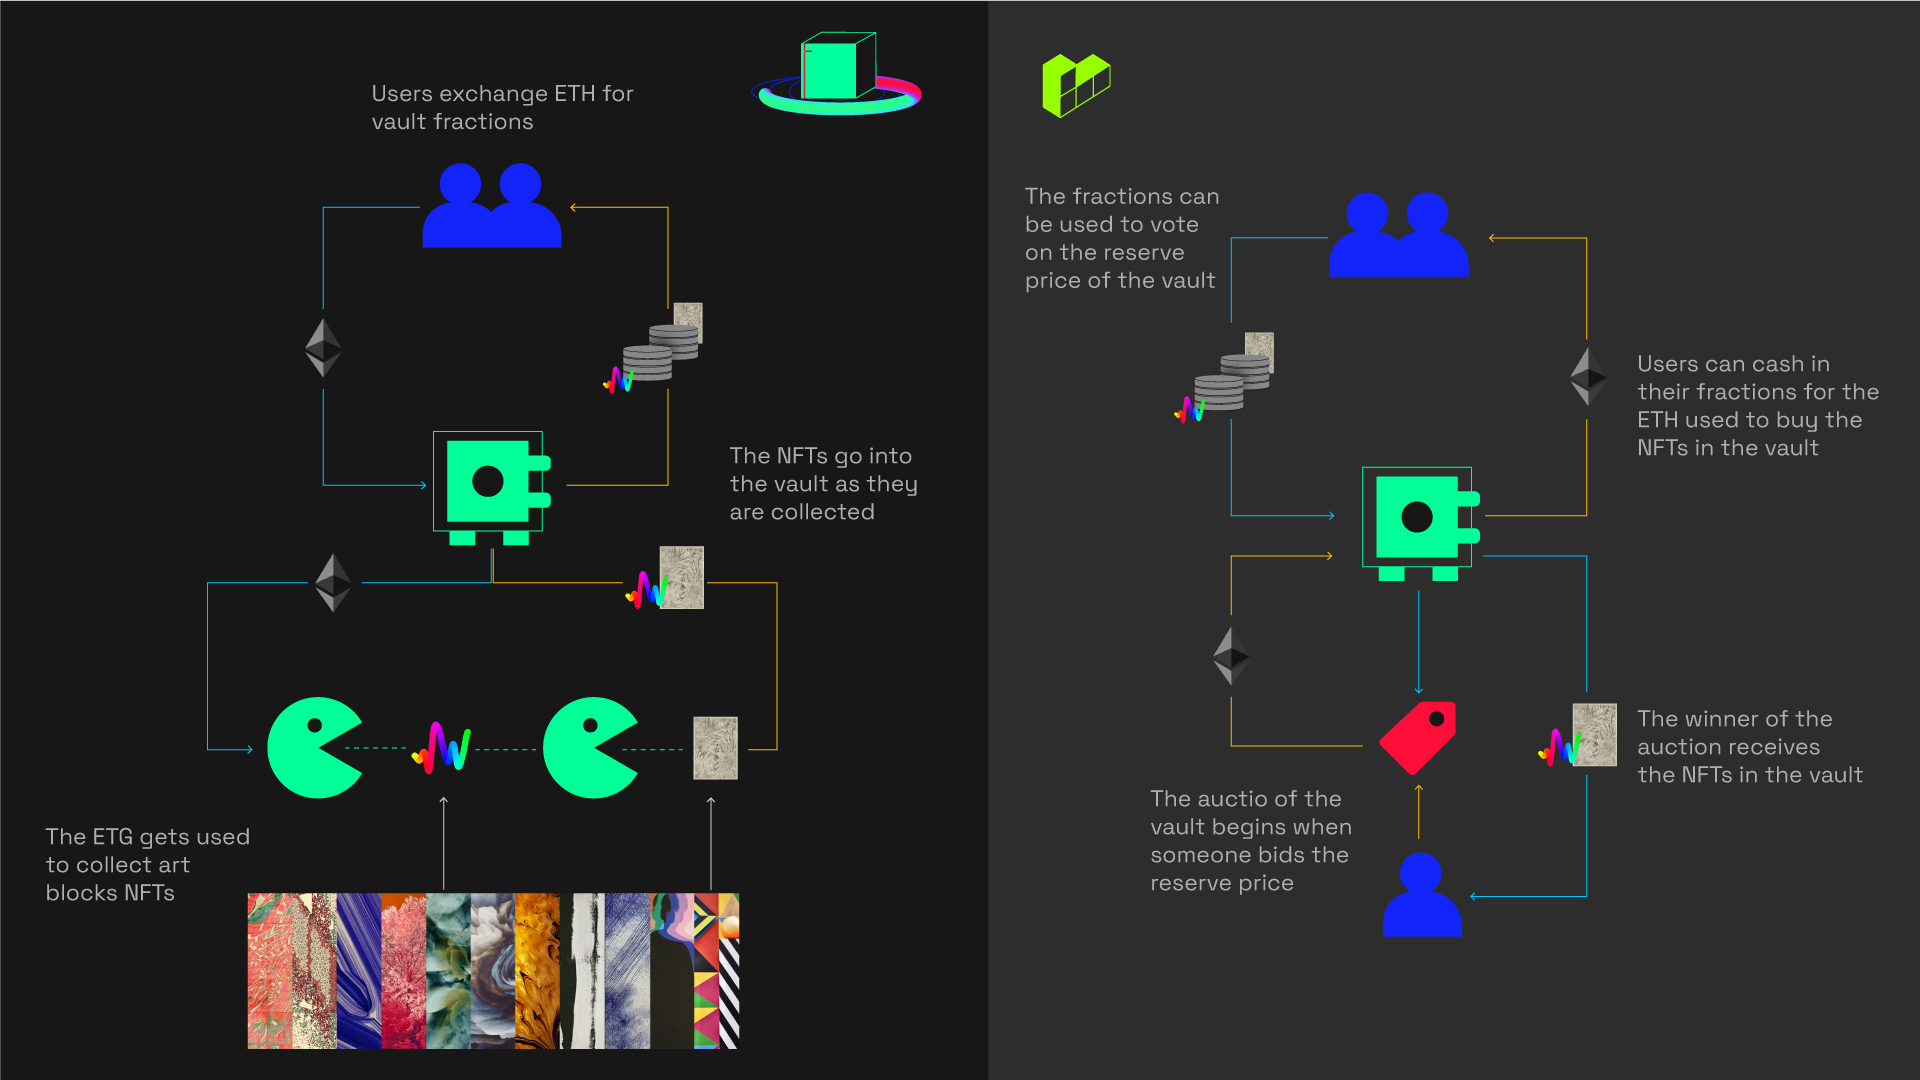 Users exchange ETH for
vault fractions
The NFTs go into
the vault as they
are collected
The ETG gets used
to collect art
blocks NFTs
The fractions can
be used to vote
on the reserve
price of the vault
Users can cash in
their fractions for the
ETH used to buy the
NFTs in the vault
The winner of the
auction receives
the NFTs in the vault
The auctio of the
vault begins when
someone bids the
reserve price